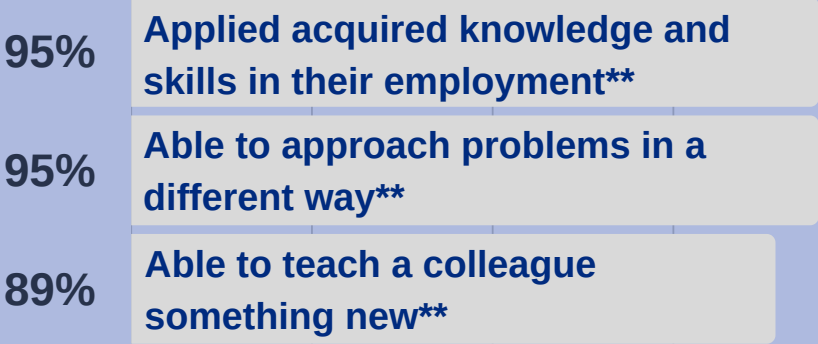 95%
Applied acquired knowledge and
skills in their employment**
95%
Able to approach problems in a
different way**
89%
Able to teach a colleague
something new**